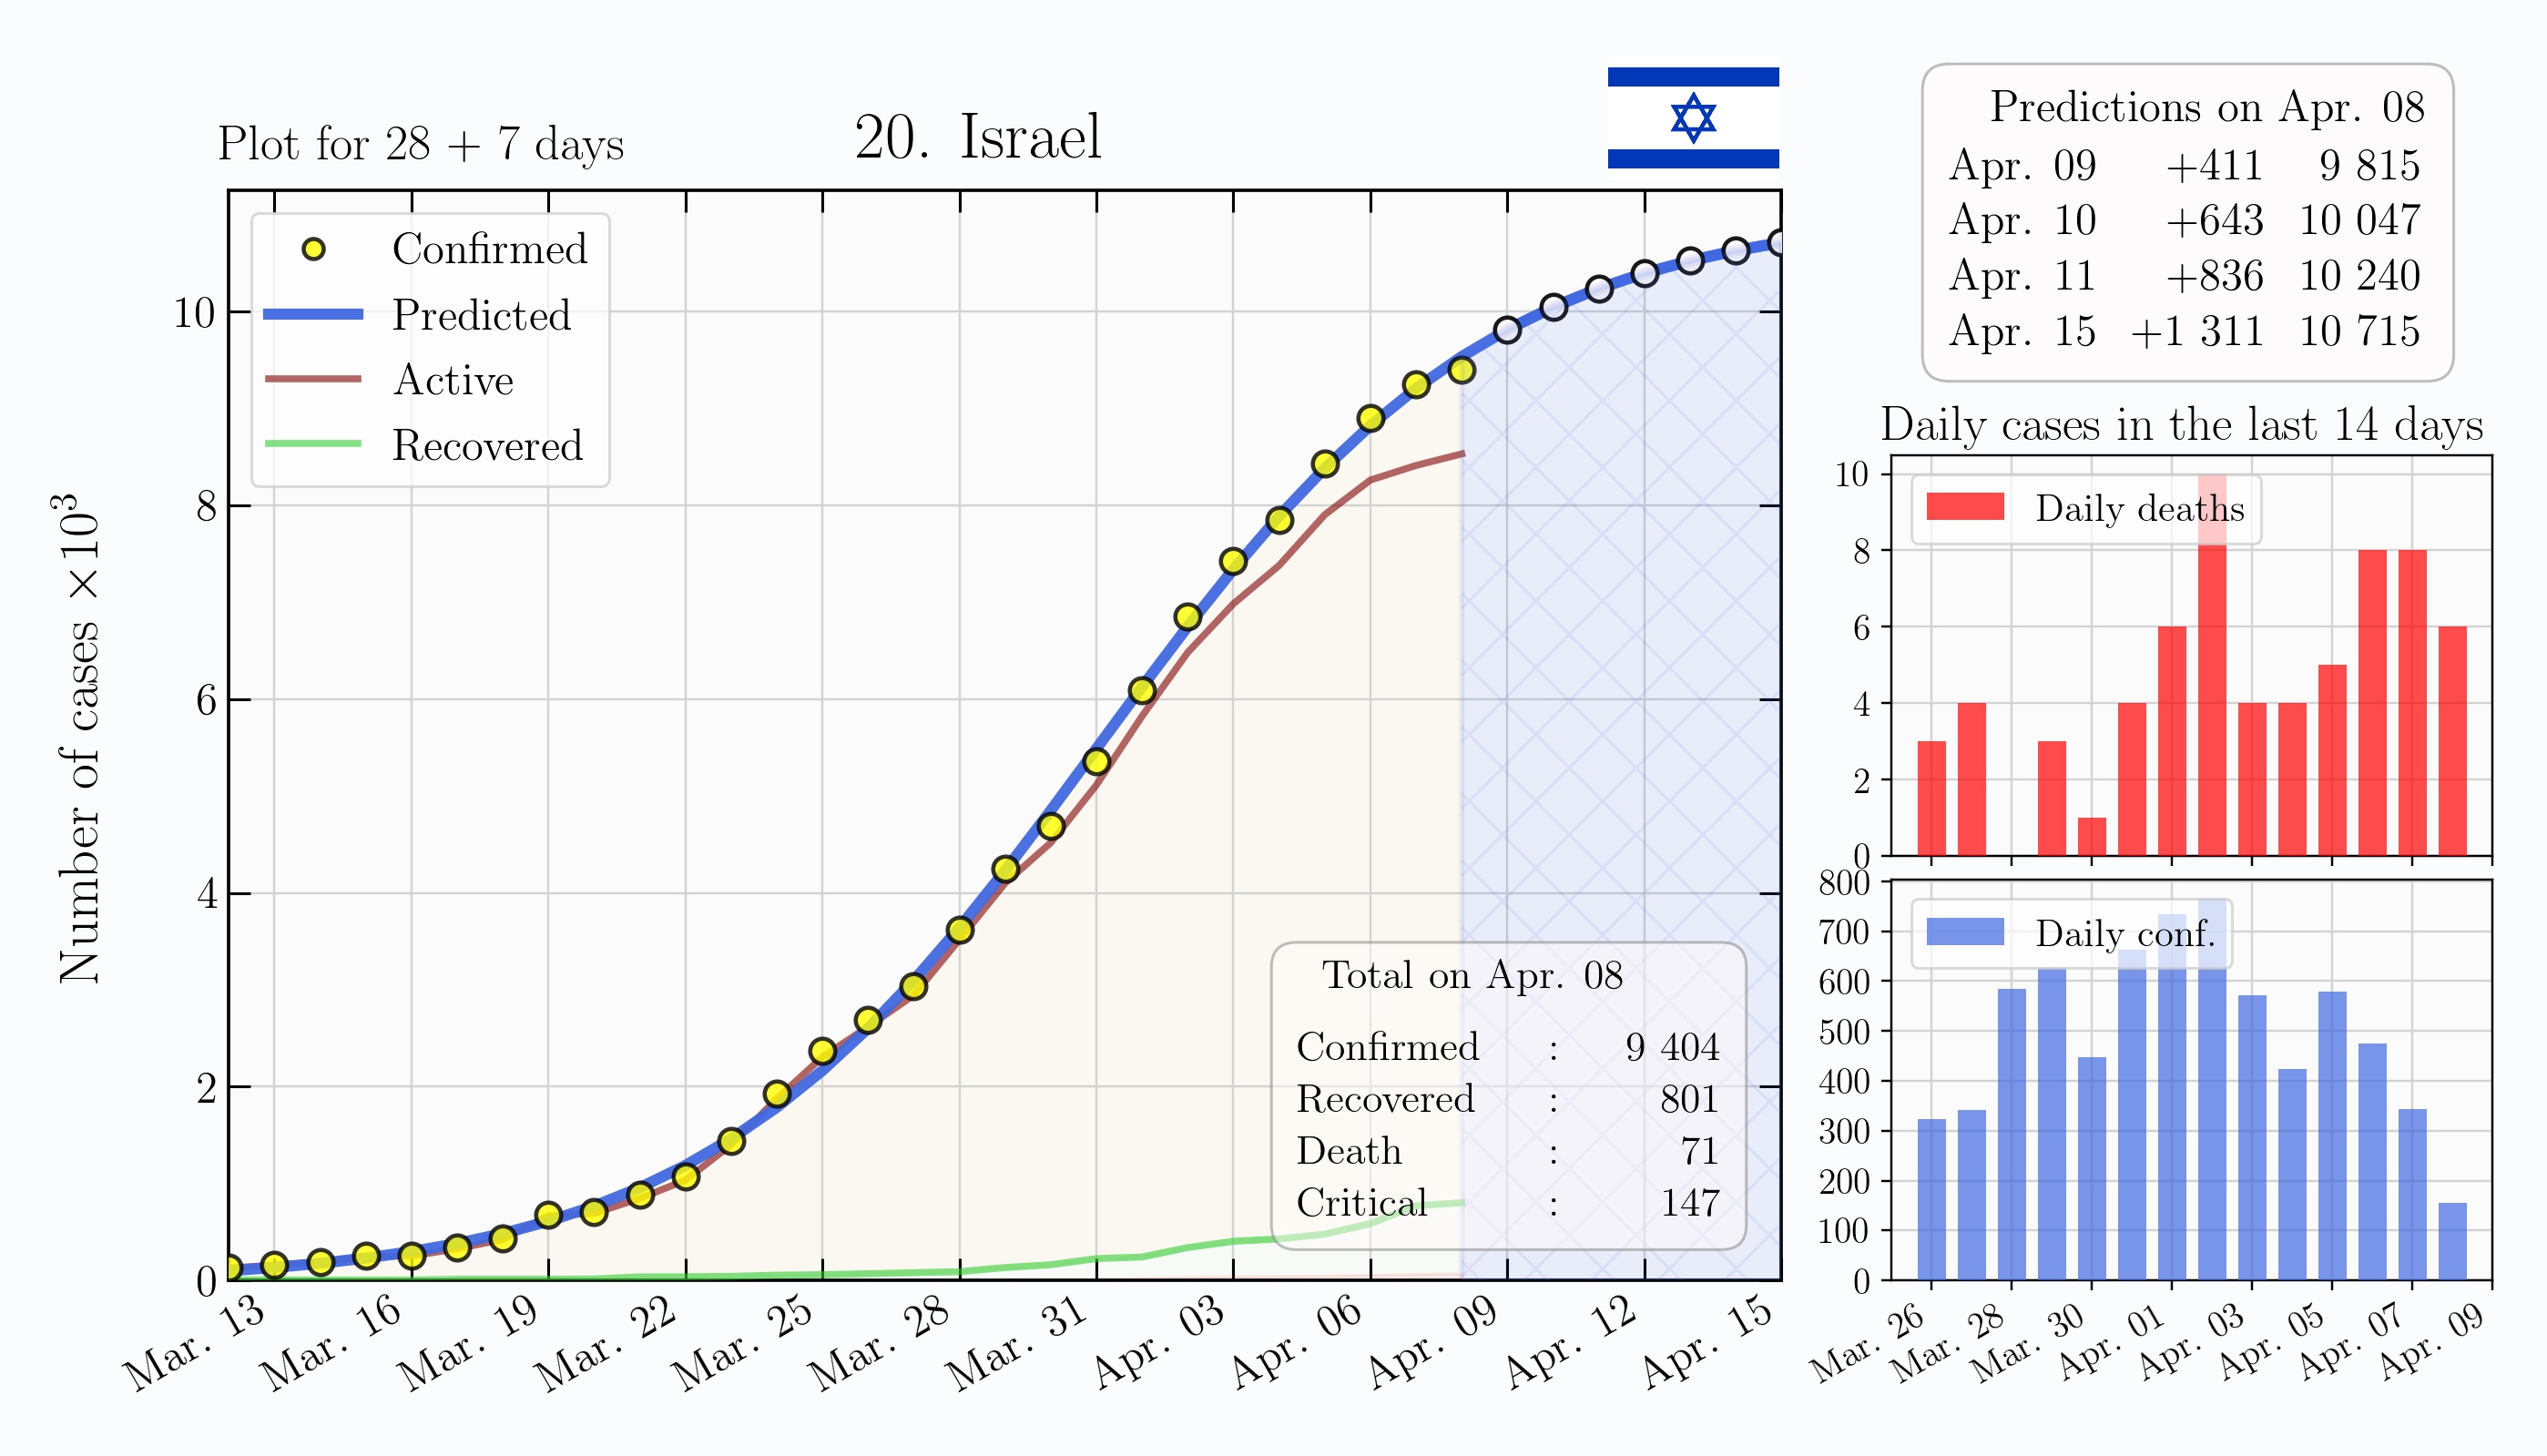 Plot for 28 + 7 days
20. Israel
Confirmed
Predicted
Active
Recovered
Number of cases ×10³
10
8
6
4
2
0
Mar. 13
Mar. 16
Mar. 19
Mar. 22
Mar. 25
Mar. 28
Mar. 31
Apr. 03
Apr. 06
Apr. 09
Apr. 12
Apr. 15
Total on Apr. 08
Confirmed : 9 404
Recovered : 801
Death : 71
Critical : 147
Predictions on Apr. 08
Apr. 09 +411 9 815
Apr. 10 +643 10 047
Apr. 11 +836 10 240
Apr. 15 +1 311 10 715
Daily cases in the last 14 days
Daily deaths
10
8
6
4
2
0
Daily conf.
800
700
600
500
400
300
200
100
0
Mar. 26
Mar. 28
Mar. 30
Apr. 01
Apr. 03
Apr. 05
Apr. 07
Apr. 09